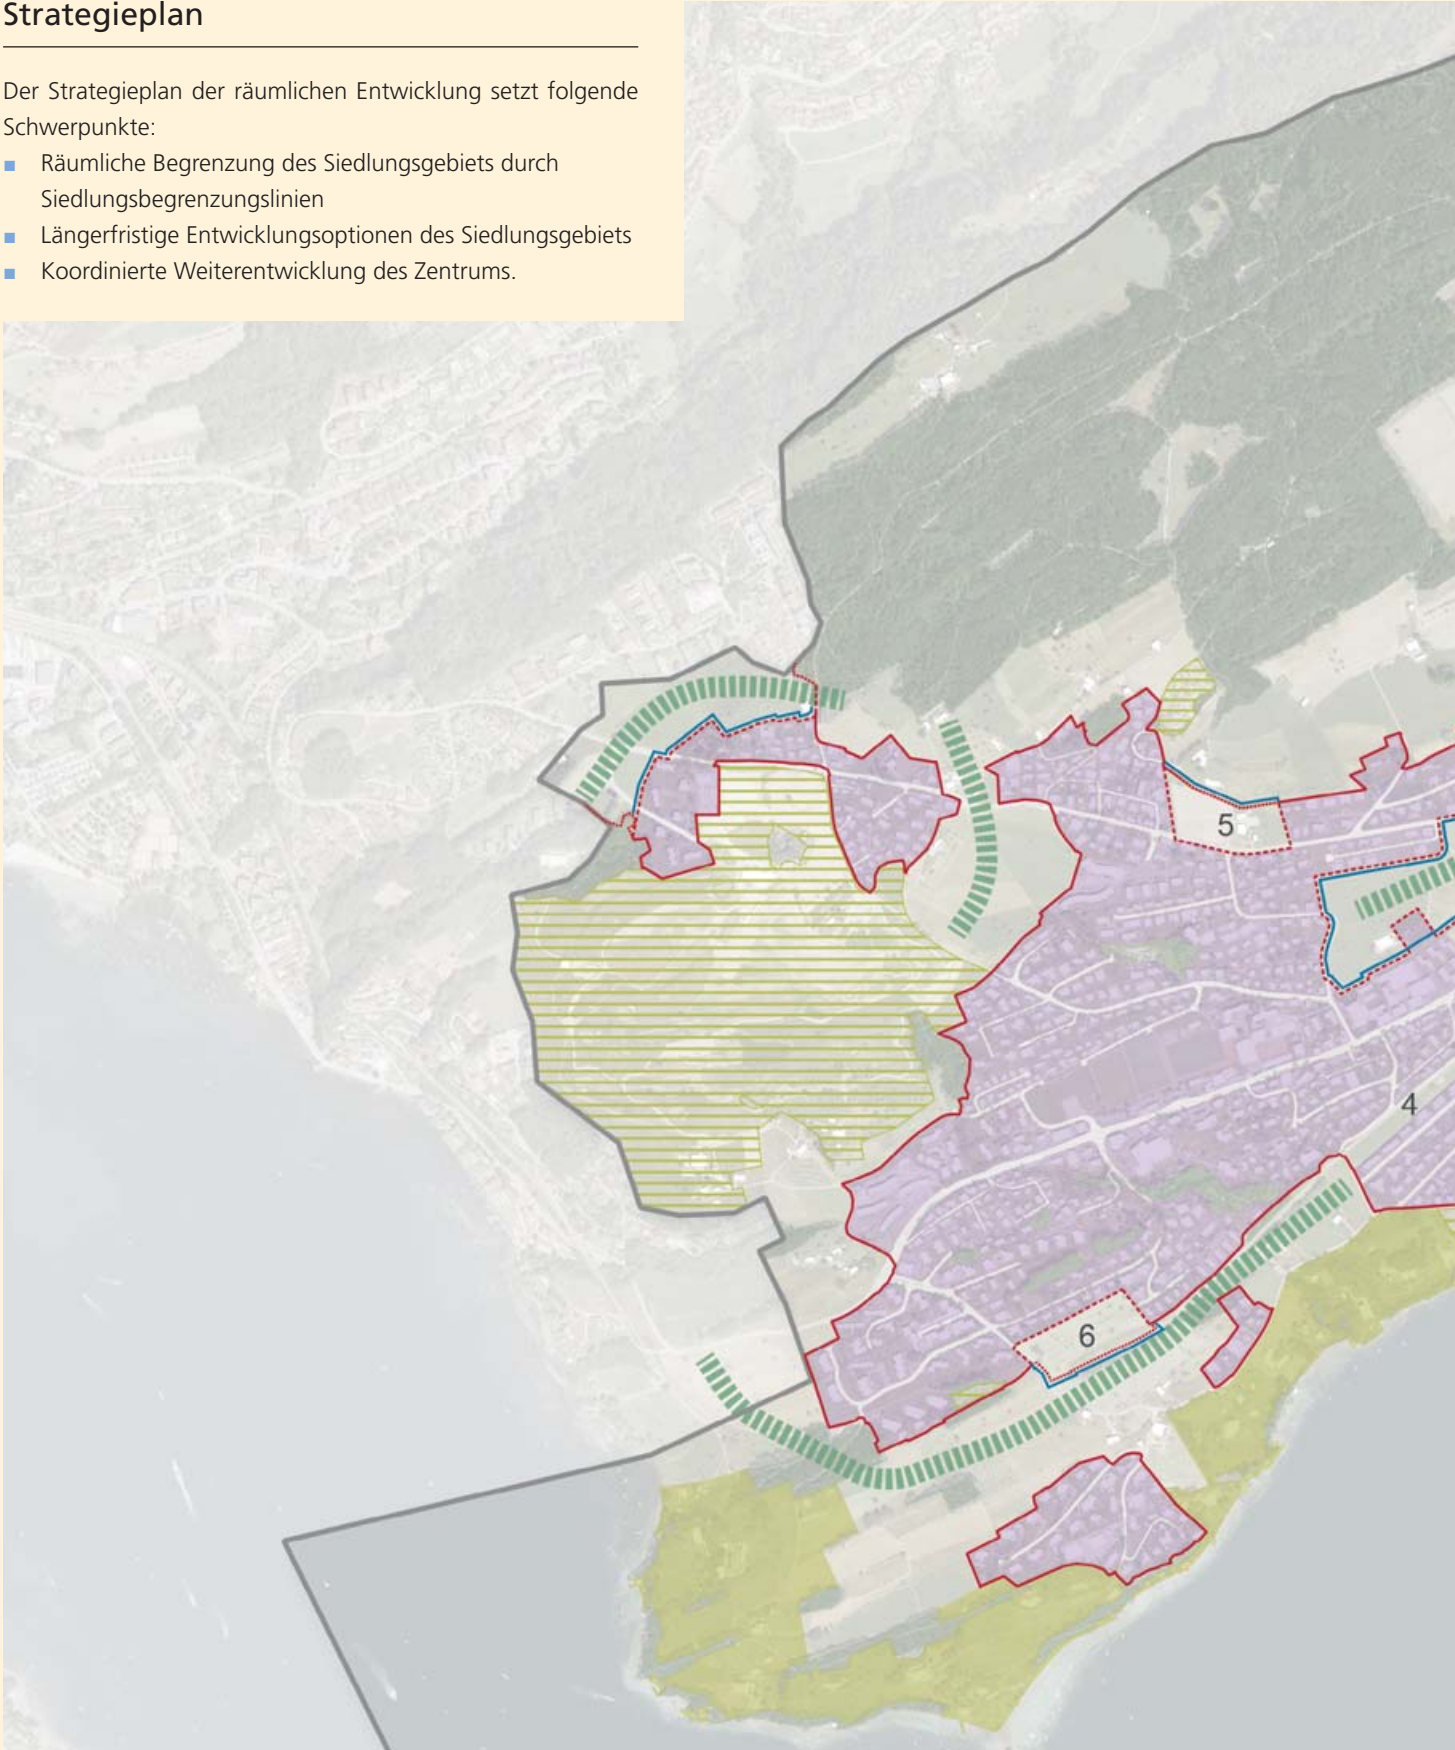 Strategieplan
Der Strategieplan der räumlichen Entwicklung setzt folgende
Schwerpunkte:
Räumliche Begrenzung des Siedlungsgebiets durch
Siedlungsbegrenzungslinien
Längerfristige Entwicklungsoptionen des Siedlungsgebiets
Koordinierte Weiterentwicklung des Zentrums.
5
4
6